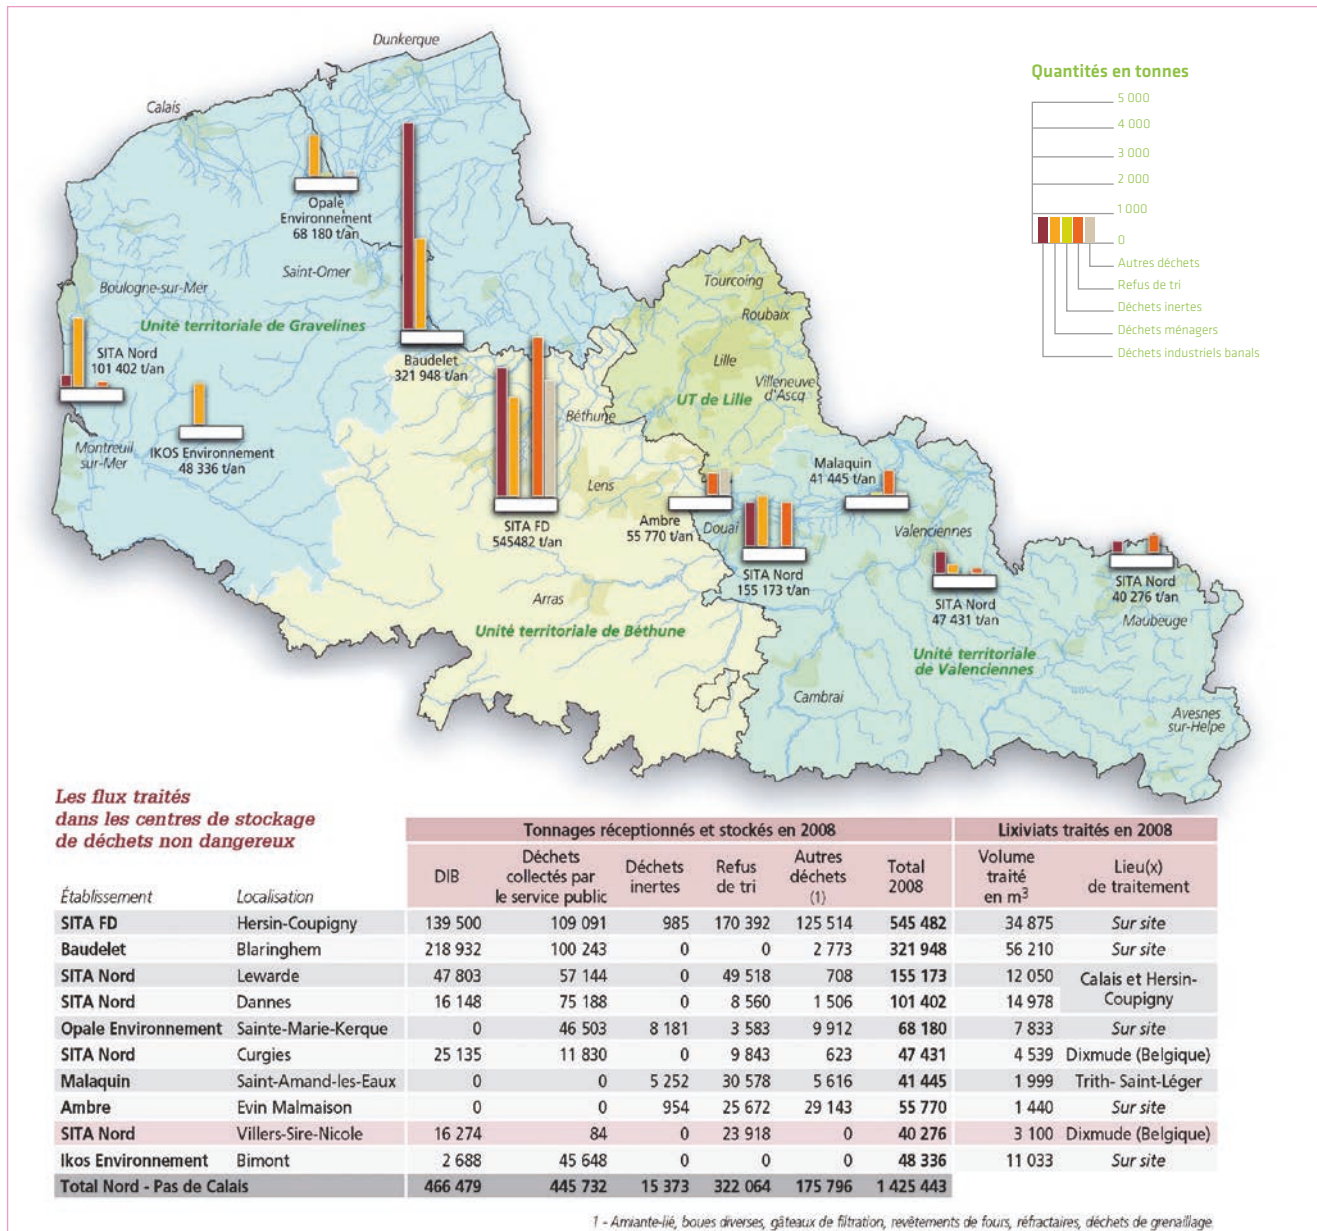 Dunkerque
Calais
Opale
Environnement
68 180 t/an
Saint-Omer
Boulogne-sur-Mer
Unité territoriale de Gravelines
SITA Nord
101 402 t/an
Baudelet
321 948 t/an
IKOS Environnement
48 336 t/an
Montreuil
sur-Mer
Tourcoing
Roubaix
Lille
Villeneuve
d'Ascq
UT de Lille
Béthune
Lens
SITA FD
545482 t/an
Ambre
55 770 t/an
Douai
Malaquin
41 445 t/an
Valenciennes
SITA Nord
155 173 t/an
SITA Nord
47 431 t/an
SITA Nord
40 276 t/an
Maubeuge
Arras
Unité territoriale de Béthune
Unité territoriale
de Valenciennes
Cambrai
Avesnes
sur-Helpe
Quantités en tonnes
5 000
4 000
3 000
2 000
1 000
0
Autres déchets
Refus de tri
Déchets inertes
Déchets ménagers
Déchets industriels banals
Les flux traités
dans les centres de stockage
de déchets non dangereux
Tonnages réceptionnés et stockés en 2008 Lixiviats traités en 2008
Établissement Localisation DIB Déchets collectés par le service public Déchets inertes Refus de tri Autres déchets (1) Total 2008 Volume traité en m3 Lieu(x) de traitement
SITA FD Hersin-Coupigny 139 500 109 091 985 170 392 125 514 545 482 34 875 Sur site
Baudelet Blaringhem 218 932 100 243 0 0 2 773 321 948 56 210 Sur site
SITA Nord Lewarde 47 803 57 144 0 49 518 708 155 173 12 050 Calais et Hersin-Coupigny
SITA Nord Dannes 16 148 75 188 0 8 560 1 506 101 402 14 978
Opale Environnement Sainte-Marie-Kerque 0 46 503 8 181 3 583 9 912 68 180 7 833 Sur site
SITA Nord Curgies 25 135 11 830 0 9 843 623 47 431 4 539 Dixmude (Belgique)
Malaquin Saint-Amand-les-Eaux 0 0 5 252 30 578 5 616 41 445 1 999 Trith- Saint-Léger
Ambre Evin Malmaison 0 0 954 25 672 29 143 55 770 1 440 Sur site
SITA Nord Villers-Sire-Nicole 16 274 84 0 23 918 0 40 276 3 100 Dixmude (Belgique)
Ikos Environnement Bimont 2 688 45 648 0 0 0 48 336 11 033 Sur site
Total Nord - Pas de Calais 466 479 445 732 15 373 322 064 175 796 1 425 443
1 - Amiante-lié, boues diverses, gâteaux de filtration, revêtements de fours, réfractaires, déchets de grenaillage.